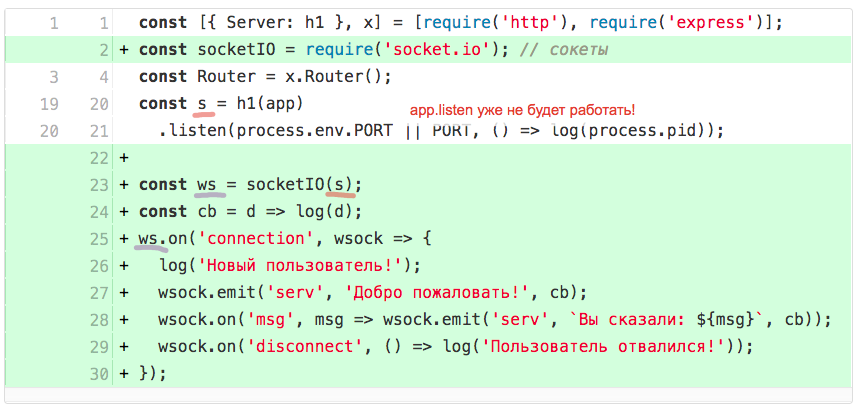 1 1 const [{ Server: h1 }, x] = [require('http'), require('express')];
2 + const socketIO = require('socket.io'); // сокеты
3 4 const Router = x.Router();
19 20 const s = h1(app)
app.listen уже не будет работать!
20 21 .listen(process.env.PORT || PORT, () => log(process.pid));
22 +
23 + const ws = socketIO(s);
24 + const cb = d => log(d);
25 + ws.on('connection', wsock => {
26 + log('Новый пользователь!');
27 + wsock.emit('serv', 'Добро пожаловать!', cb);
28 + wsock.on('msg', msg => wsock.emit('serv', `Вы сказали: ${msg}`, cb));
29 + wsock.on('disconnect', () => log('Пользователь отвалился!'));
30 + });